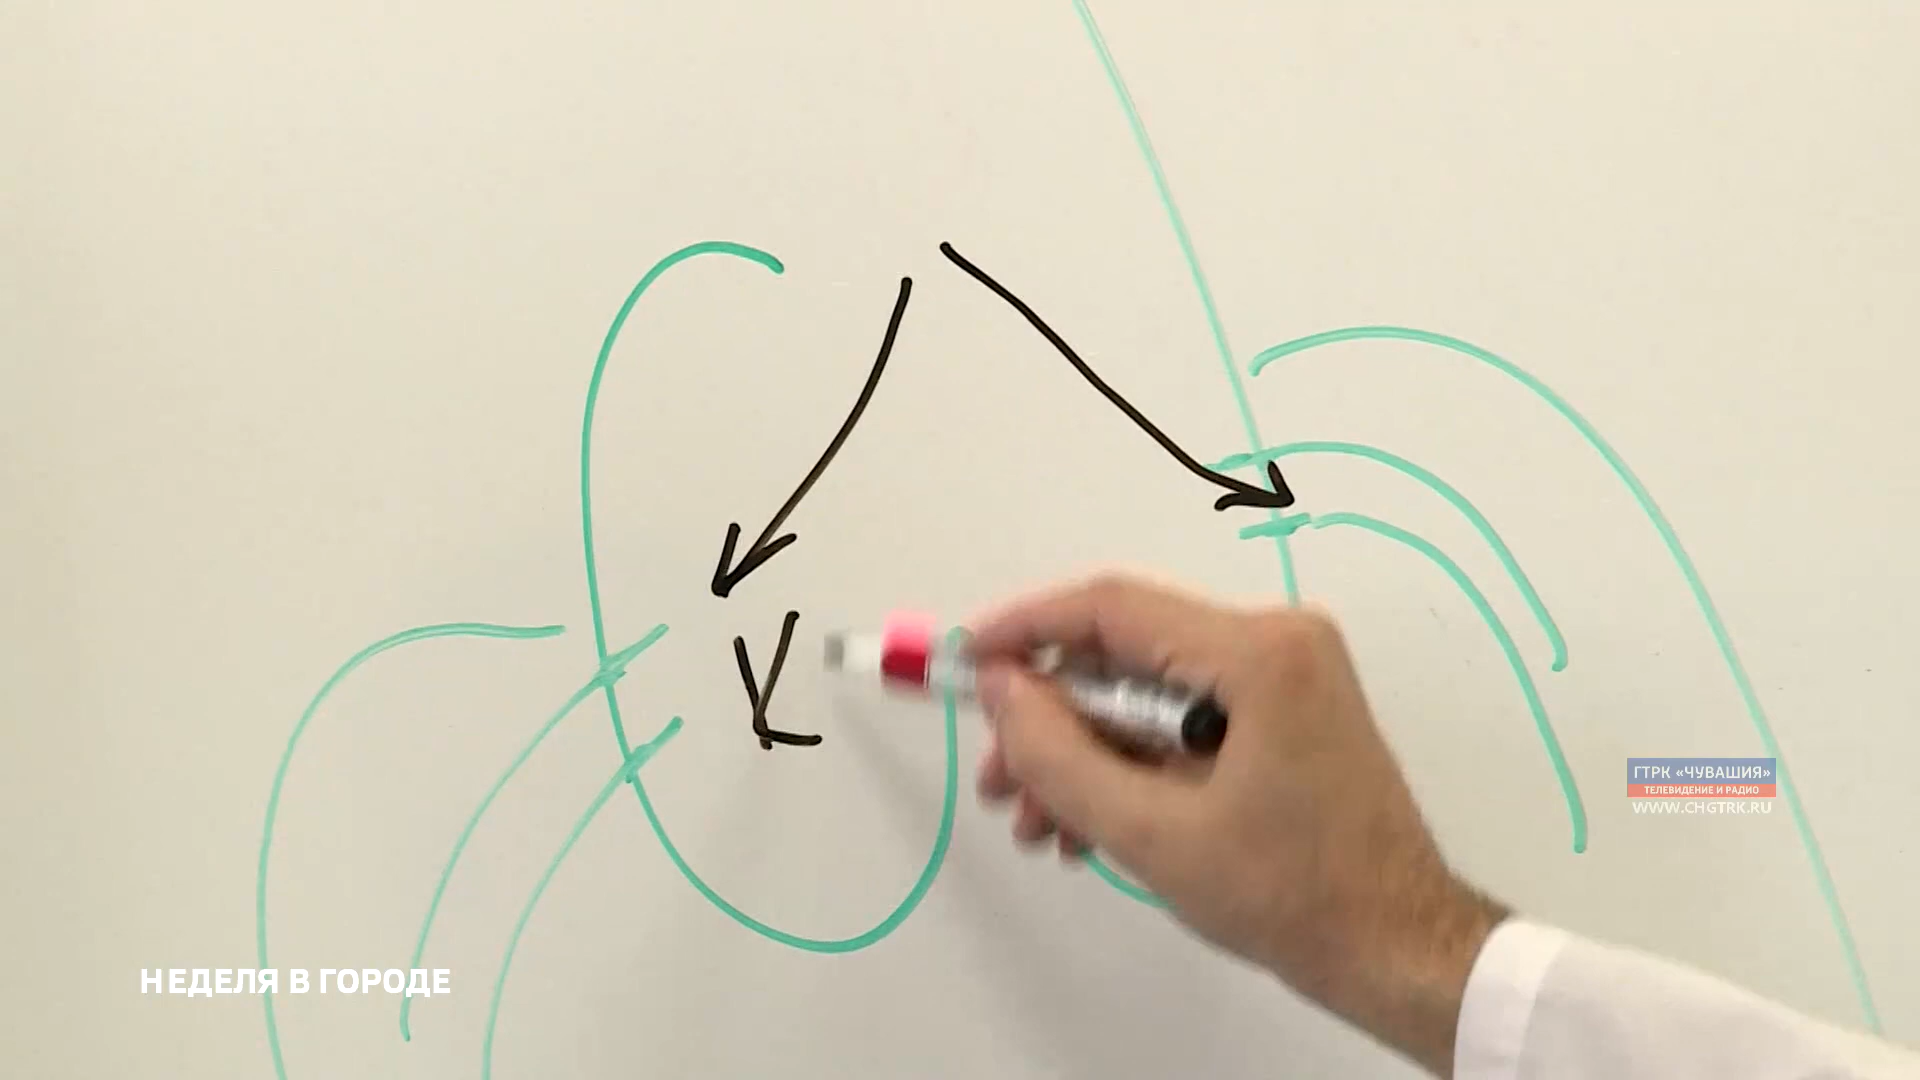 К
ГТРК «ЧУВАШИЯ»
ТЕЛЕВИДЕНИЕ И РАДИО
WWW.CHGTRK.RU
НЕДЕЛЯ В ГОРОДЕ